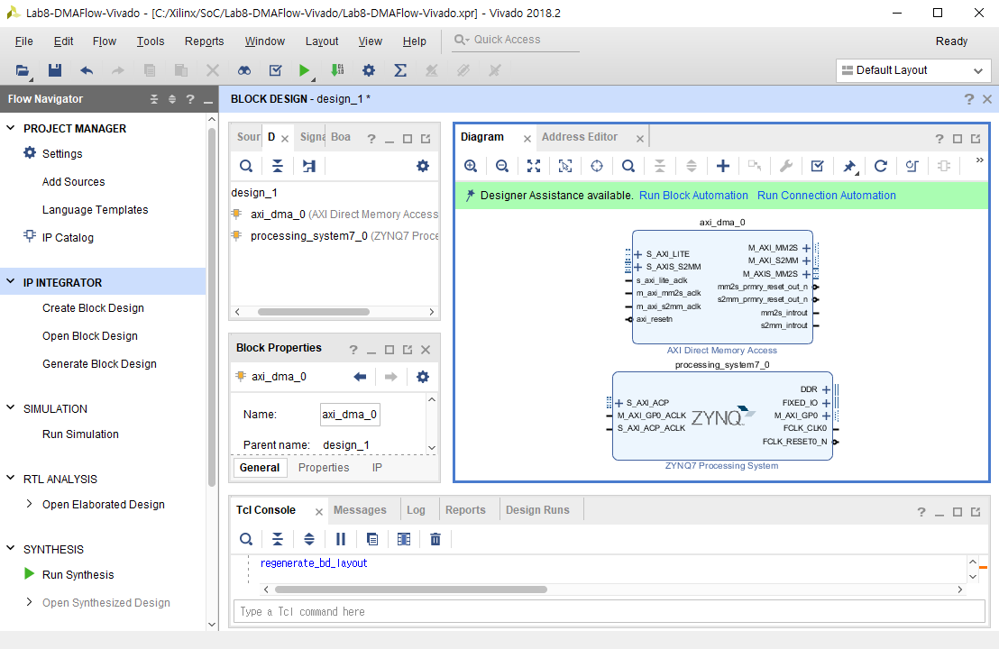 Lab8-DMAFlow-Vivado - [C:/Xilinx/SoC/Lab8-DMAFlow-Vivado/Lab8-DMAFlow-Vivado.xpr] - Vivado 2018.2
File Edit Flow Tools Reports Window Layout View Help Quick Access Ready
Default Layout
Flow Navigator
PROJECT MANAGER
Settings
Add Sources
Language Templates
IP Catalog
IP INTEGRATOR
Create Block Design
Open Block Design
Generate Block Design
SIMULATION
Run Simulation
RTL ANALYSIS
Open Elaborated Design
SYNTHESIS
Run Synthesis
Open Synthesized Design
BLOCK DESIGN - design_1 *
Sour D Signa Boa
design_1
axi_dma_0 (AXI Direct Memory Access
processing_system7_0 (ZYNQ7 Proce
Block Properties
axi_dma_0
Name: axi_dma_0
Parent name: design_1
General Properties IP
Diagram Address Editor
Designer Assistance available. Run Block Automation Run Connection Automation
axi_dma_0
S_AXI_LITE
S_AXIS_S2MM
s_axi_lite_aclk
m_axi_mm2s_aclk
m_axi_s2mm_aclk
axi_resetn
M_AXI_MM2S
M_AXI_S2MM
M_AXIS_MM2S
mm2s_prmry_reset_out_n
s2mm_prmry_reset_out_n
mm2s_introut
s2mm_introut
AXI Direct Memory Access
processing_system7_0
S_AXI_ACP
M_AXI_GP0_ACLK
S_AXI_ACP_ACLK
ZYNQ
DDR
FIXED_IO
M_AXI_GP0
FCLK_CLK0
FCLK_RESET0_N
ZYNQ7 Processing System
Tcl Console Messages Log Reports Design Runs
regenerate_bd_layout
Type a Tcl command here